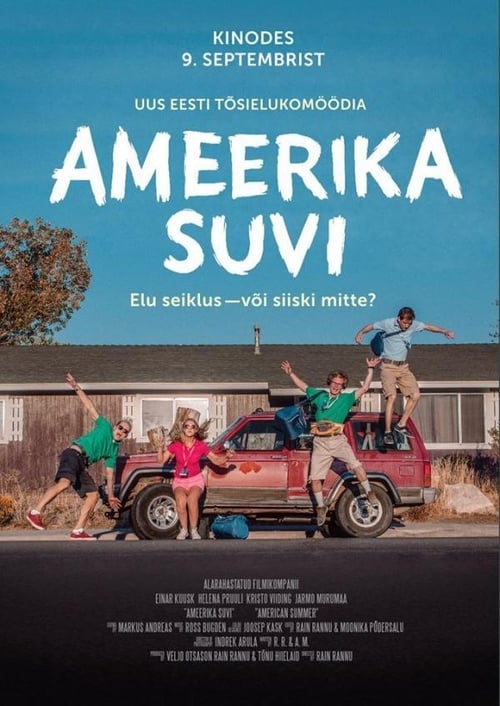 KINODES
9. SEPTEMBRIST
UUS EESTI TÕSIELUKOMÖÖDIA
AMEERIKA
SUVI
Elu seiklus—või siiski mitte?
ALARAHASTATUD FILMIKOMPANII
EINAR KUUSK HELENA PRUULI KRISTO VIIDING JARMO MURUMAA
"AMEERIKA SUVI" "AMERICAN SUMMER"
MARKUS ANDREAS ROSS BUGDEN JOOSEP KASK RAIN RANNU & MOONIKA PÕDERSALU
INDREK ARULA R. R. & A. M.
VELJO OTSASON RAIN RANNU & TÕNU HIIELAID RAIN RANNU